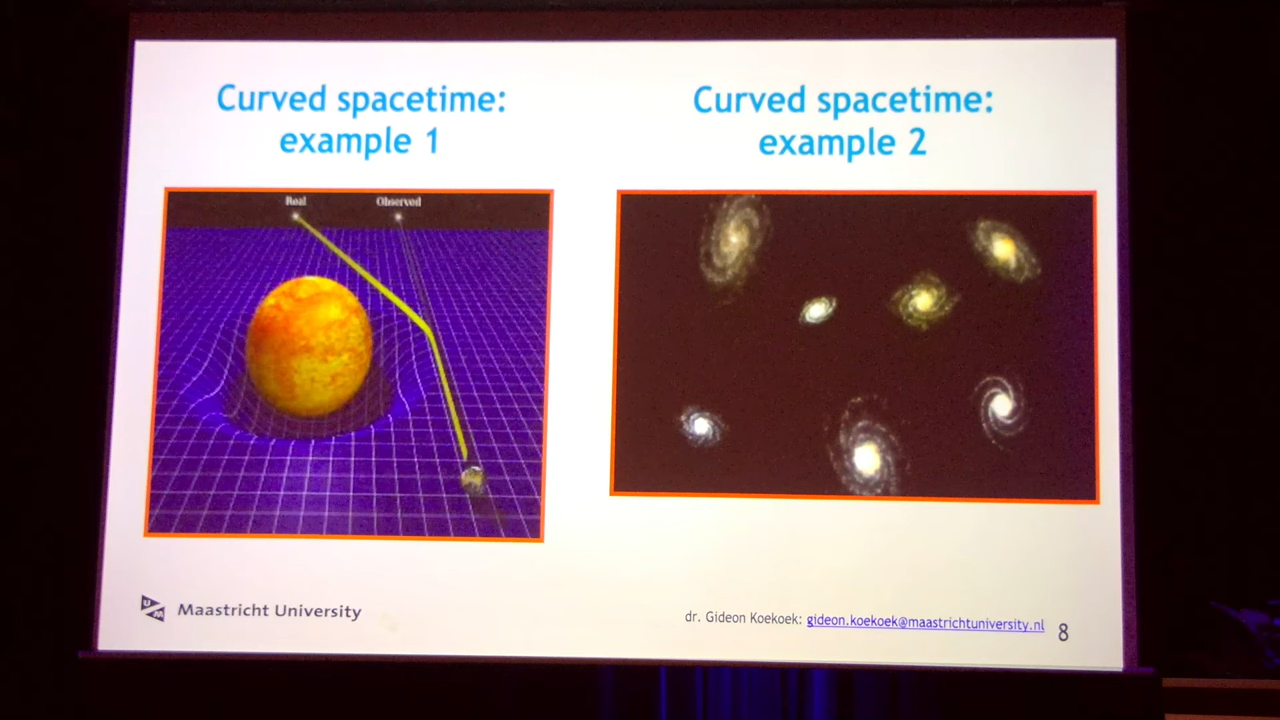 Curved spacetime:
example 1
Curved spacetime:
example 2
Real
Observed
UM
Maastricht University
dr. Gideon Koekoek: gideon.koekoek@maastrichtuniversity.nl
8